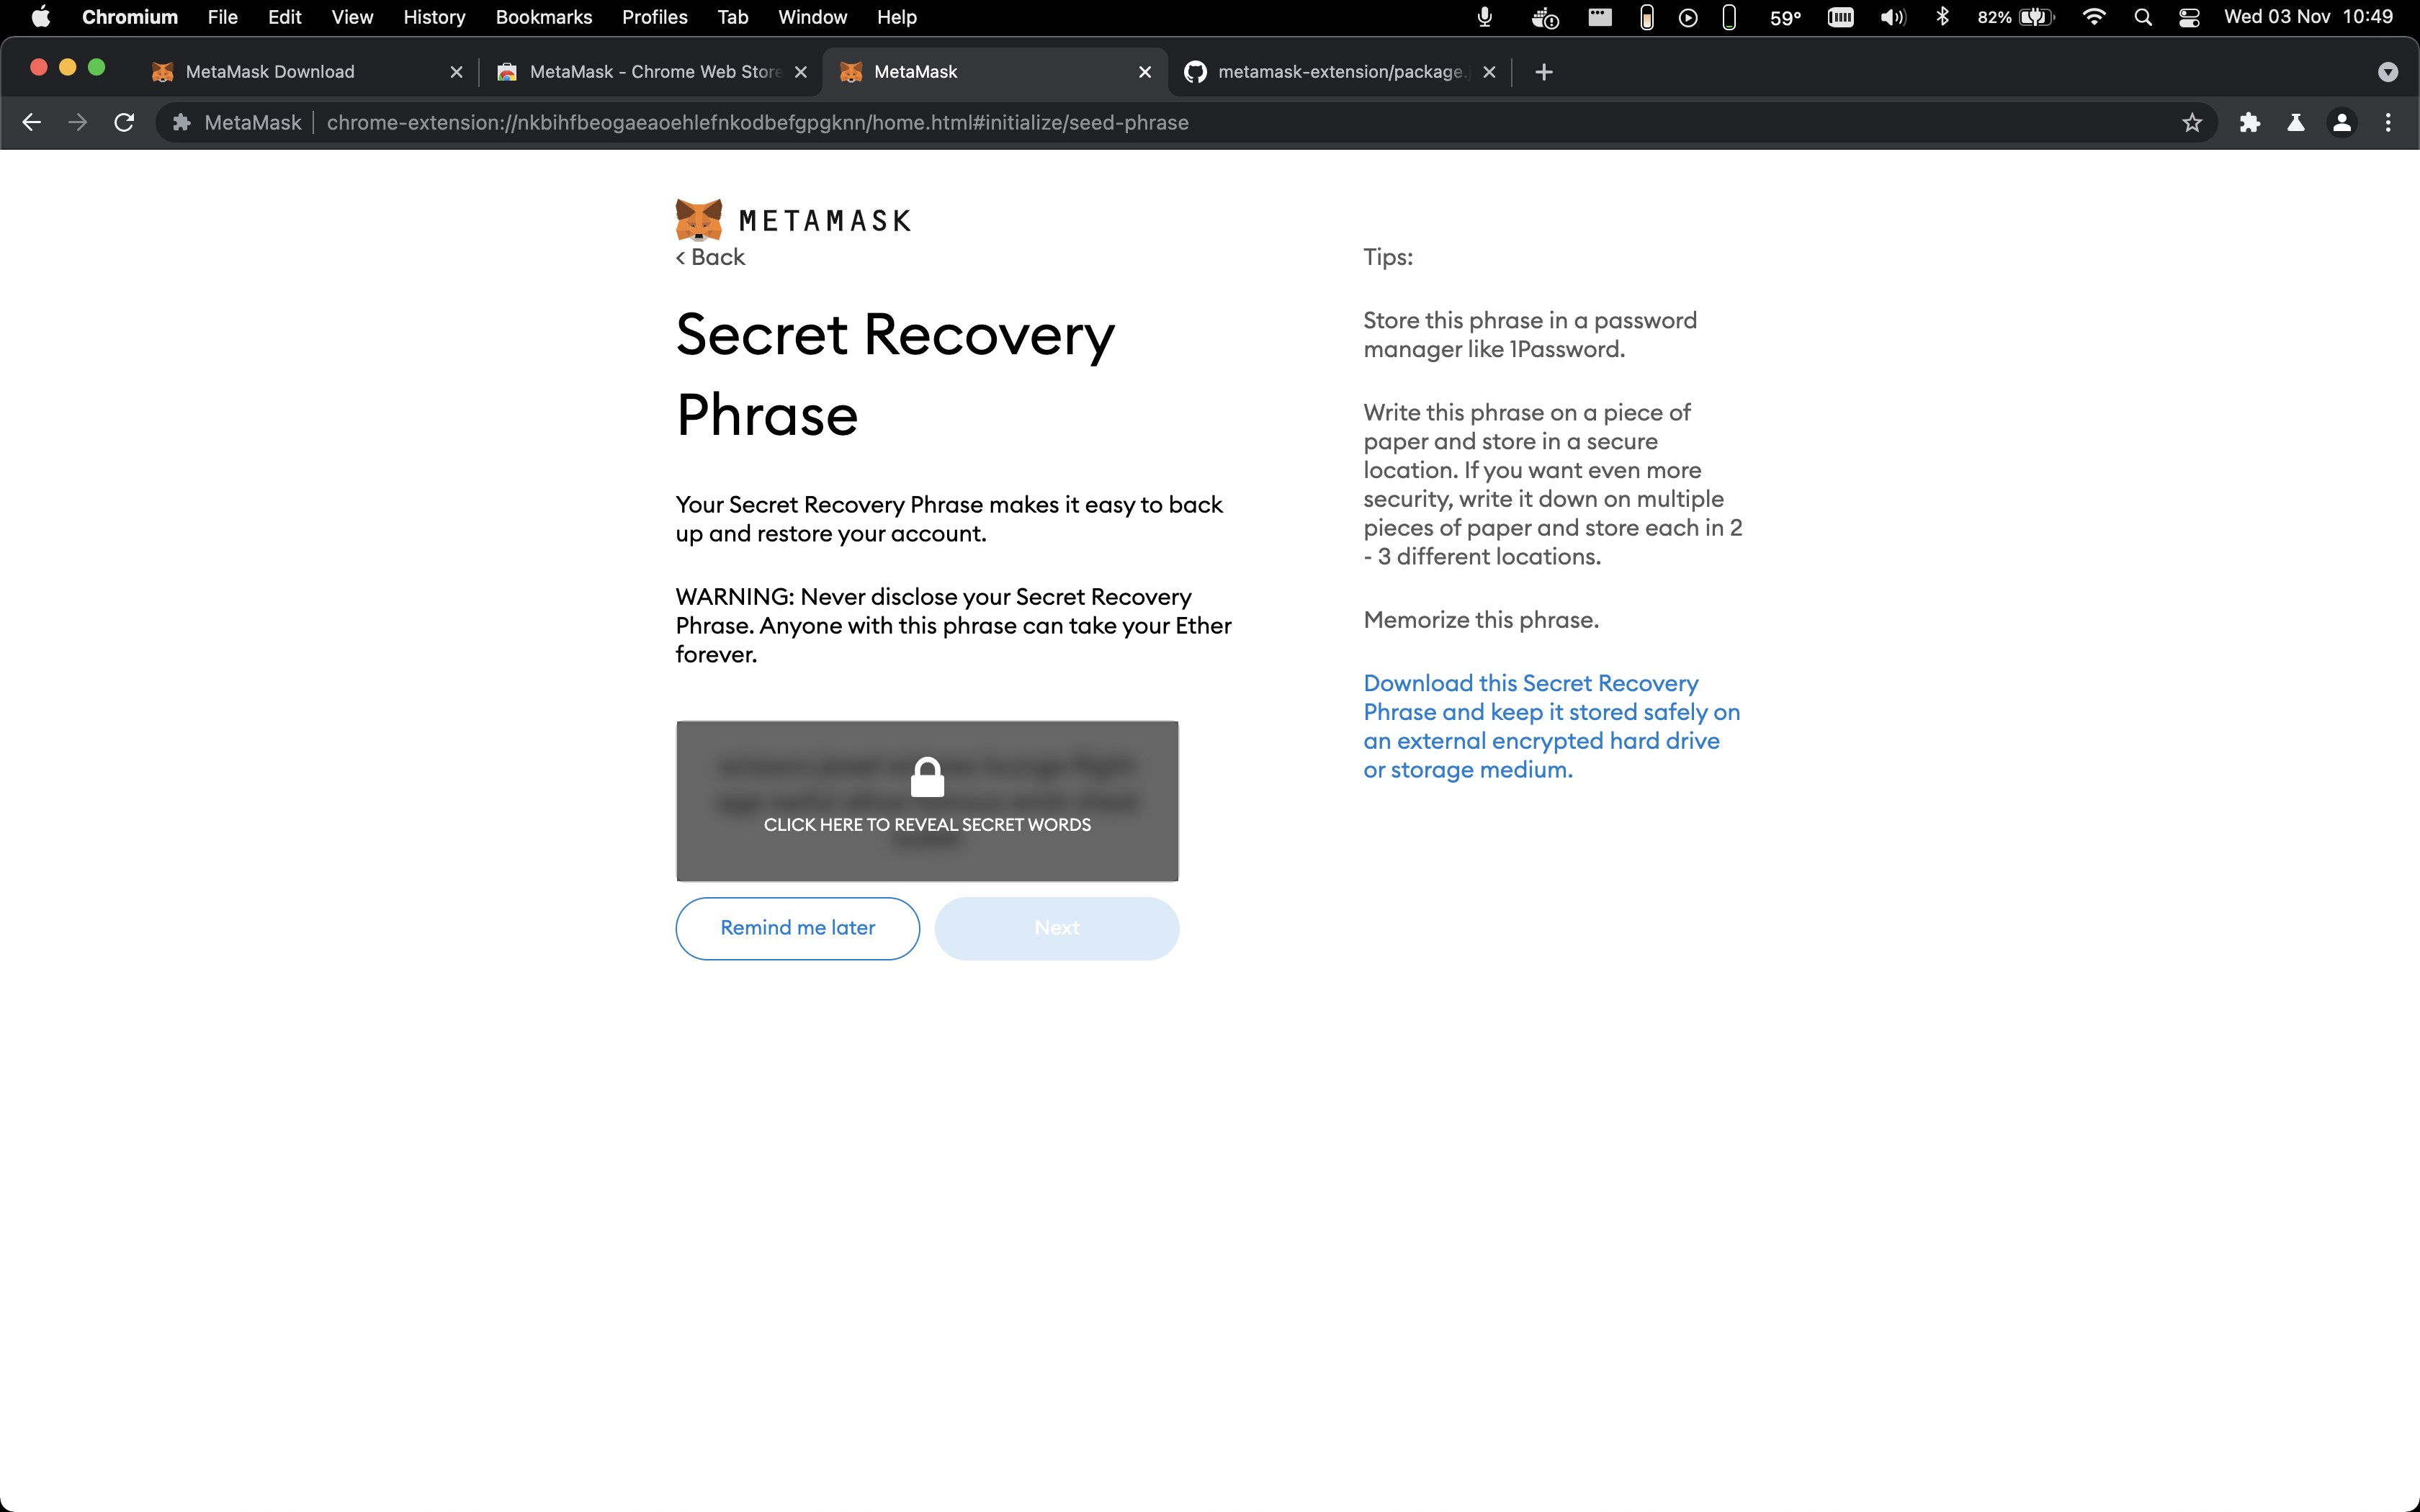 Chromium File Edit View History Bookmarks Profiles Tab Window Help 59° 82% Wed 03 Nov 10:49
MetaMask Download MetaMask - Chrome Web Store MetaMask metamask-extension/package.
MetaMask chrome-extension://nkbihfbeogaeaoehlefnkodbefgpgknn/home.html#initialize/seed-phrase
METAMASK
< Back
Secret Recovery
Phrase
Your Secret Recovery Phrase makes it easy to back
up and restore your account.
WARNING: Never disclose your Secret Recovery
Phrase. Anyone with this phrase can take your Ether
forever.
CLICK HERE TO REVEAL SECRET WORDS
Remind me later Next
Tips:
Store this phrase in a password
manager like 1Password.
Write this phrase on a piece of
paper and store in a secure
location. If you want even more
security, write it down on multiple
pieces of paper and store each in 2
- 3 different locations.
Memorize this phrase.
Download this Secret Recovery
Phrase and keep it stored safely on
an external encrypted hard drive
or storage medium.